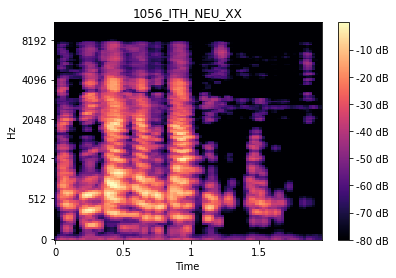 1056_ITH_NEU_XX
8192
4096
2048
1024
512
0
Hz
0
0.5
1
1.5
Time
-10 dB
-20 dB
-30 dB
-40 dB
-50 dB
-60 dB
-70 dB
-80 dB